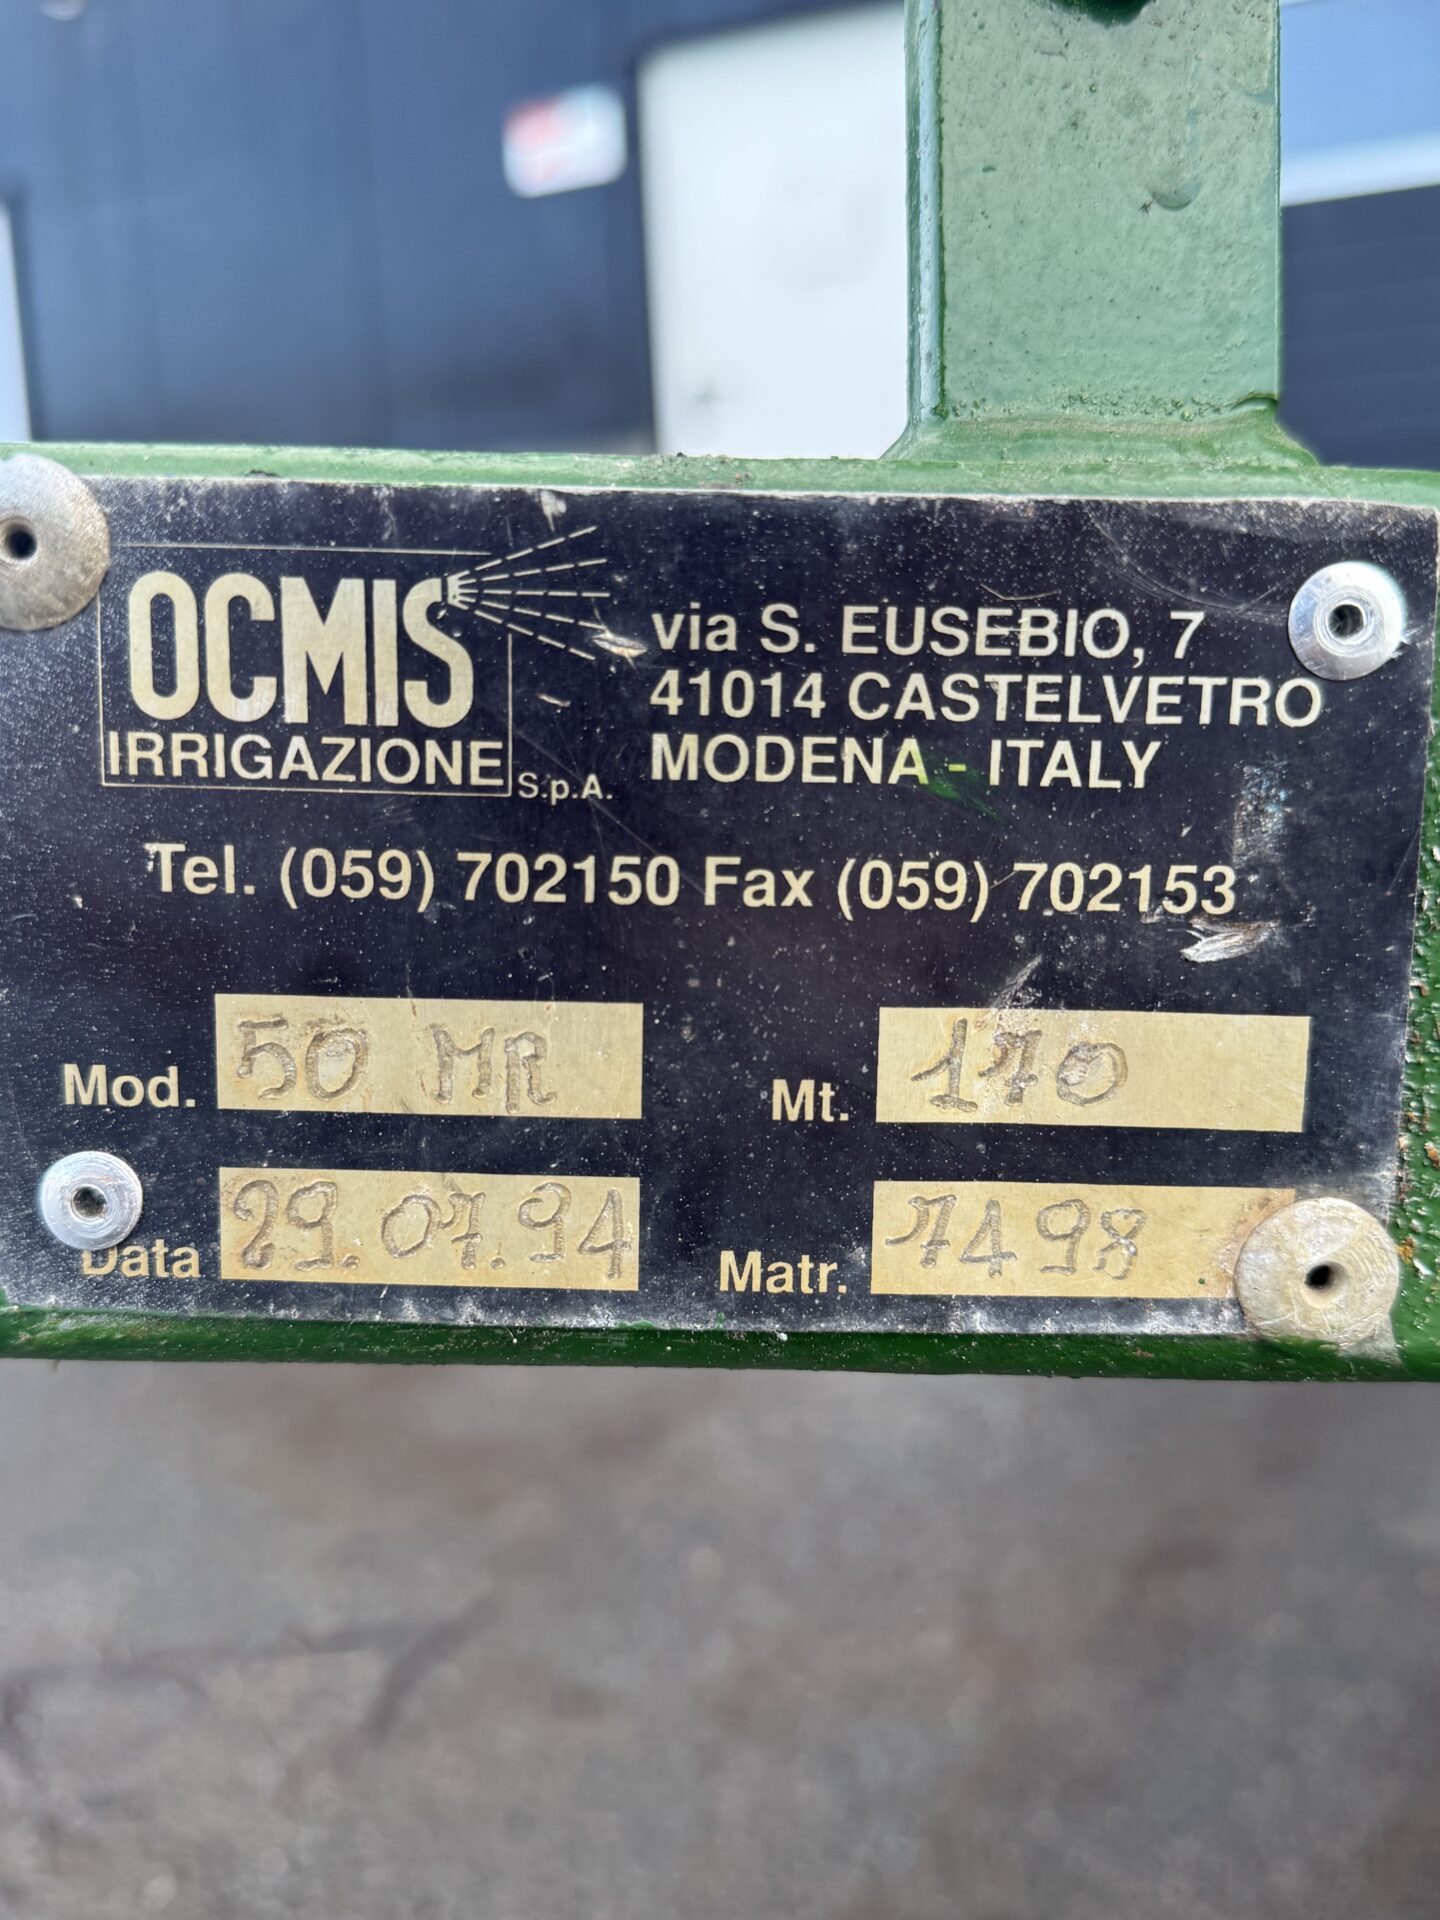 OCMIS
IRRIGAZIONE S.p.A.
via S. EUSEBIO, 7
41014 CASTELVETRO
MODENA - ITALY
Tel. (059) 702150 Fax (059) 702153
Mod. 50 MR
Mt. 170
Data 29.07.94
Matr. 7498